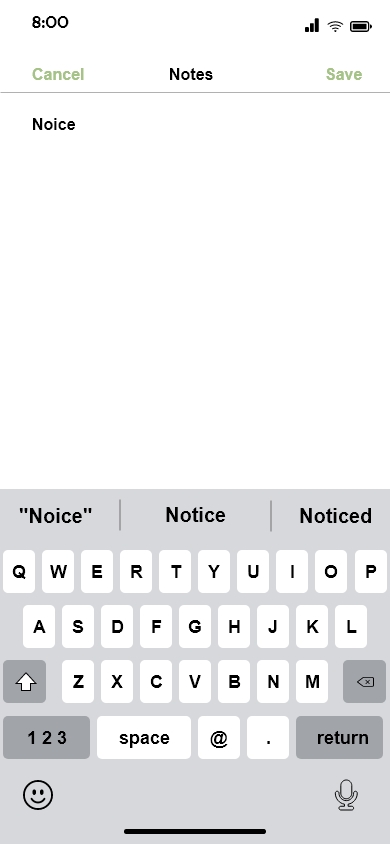 8:00
Cancel Notes Save
Noice
"Noice" Notice Noticed
Q W E R T Y U I O P
A S D F G H J K L
Z X C V B N M
1 2 3 space @ . return